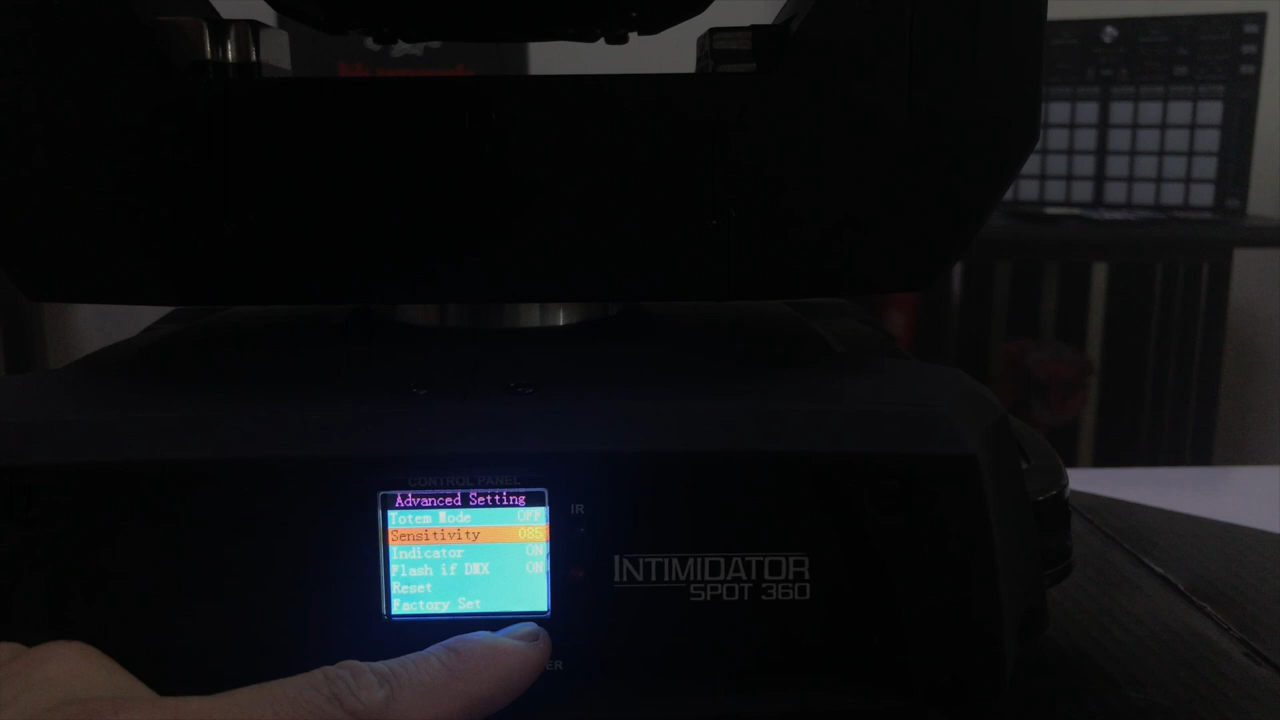 CONTROL PANEL
Advanced Setting
Totem Mode OFF
Sensitivity 085
Indicator ON
Flash if DMX ON
Reset
Factory Set
IR
INTIMIDATOR
SPOT 360